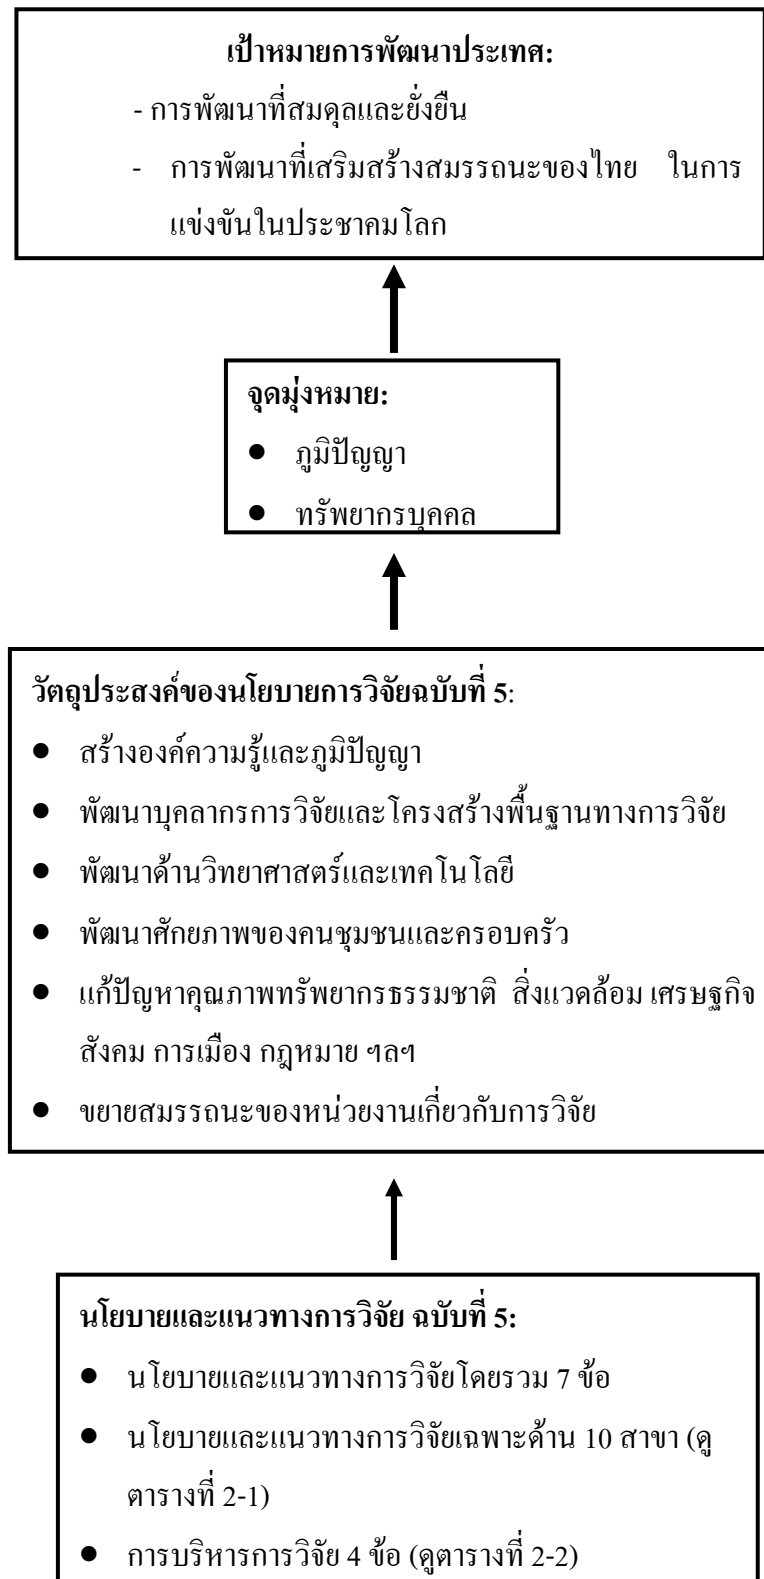 เป้าหมายการพัฒนาประเทศ:
- การพัฒนาที่สมดุลและยั่งยืน
- การพัฒนาที่เสริมสร้างสมรรถนะของไทย ในการ
แข่งขันในประชาคมโลก
จุดมุ่งหมาย:
● ภูมิปัญญา
● ทรัพยากรบุคคล
วัตถุประสงค์ของนโยบายการวิจัยฉบับที่ 5:
● สร้างองค์ความรู้และภูมิปัญญา
● พัฒนาบุคลากรการวิจัยและโครงสร้างพื้นฐานทางการวิจัย
● พัฒนาด้านวิทยาศาสตร์และเทคโนโลยี
● พัฒนาศักยภาพของคนชุมชนและครอบครัว
● แก้ปัญหาคุณภาพทรัพยากรธรรมชาติ สิ่งแวดล้อม เศรษฐกิจ
สังคม การเมือง กฎหมาย ฯลฯ
● ขยายสมรรถนะของหน่วยงานเกี่ยวกับการวิจัย
นโยบายและแนวทางการวิจัย ฉบับที่ 5:
● นโยบายและแนวทางการวิจัยโดยรวม 7 ข้อ
● นโยบายและแนวทางการวิจัยเฉพาะด้าน 10 สาขา (ดู
ตารางที่ 2-1)
● การบริหารการวิจัย 4 ข้อ (ดูตารางที่ 2-2)